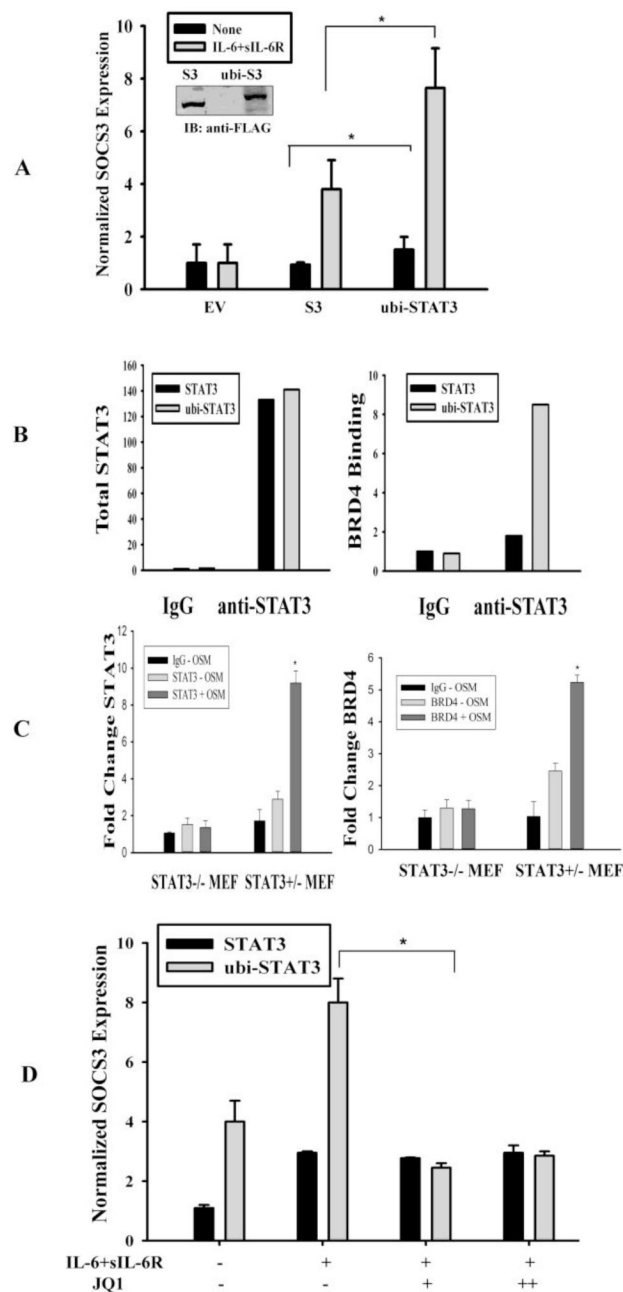 A
Normalized SOCS3 Expression
10
8
6
4
2
0
None
IL-6+sIL-6R
S3 ubi-S3
IB: anti-FLAG
*
*
EV S3 ubi-STAT3
B
Total STAT3
160
140
120
100
80
60
40
20
0
STAT3
ubi-STAT3
IgG anti-STAT3
BRD4 Binding
10
8
6
4
2
0
STAT3
ubi-STAT3
IgG anti-STAT3
C
Fold Change STAT3
12
10
8
6
4
2
0
IgG - OSM
STAT3 - OSM
STAT3 + OSM
*
STAT3-/- MEF STAT3+/- MEF
Fold Change BRD4
6
5
4
3
2
1
0
IgG - OSM
BRD4 - OSM
BRD4 + OSM
*
STAT3-/- MEF STAT3+/- MEF
D
Normalized SOCS3 Expression
10
8
6
4
2
0
STAT3
ubi-STAT3
*
IL-6+sIL-6R - + + +
JQ1 - - + ++